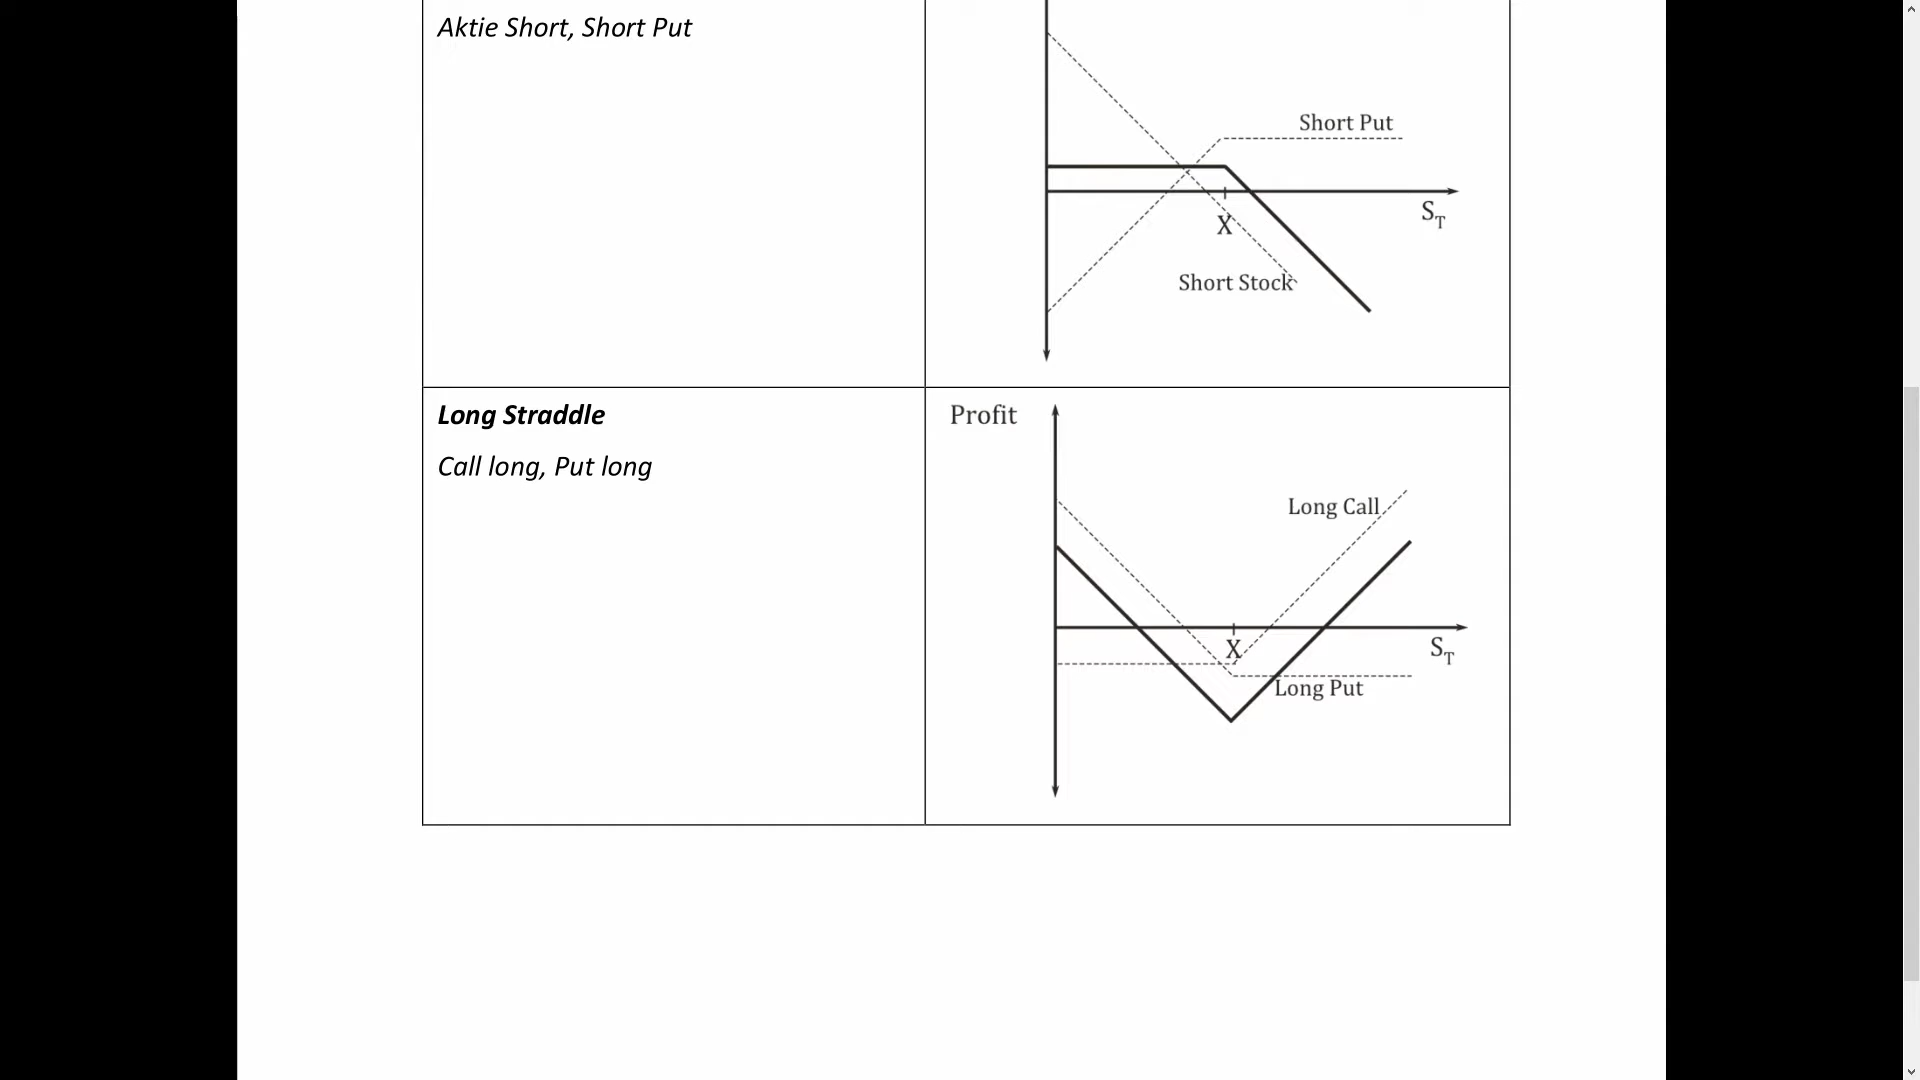 Aktie Short, Short Put
Short Put
X
S_T
Short Stock
Long Straddle
Call long, Put long
Profit
Long Call
X
S_T
Long Put